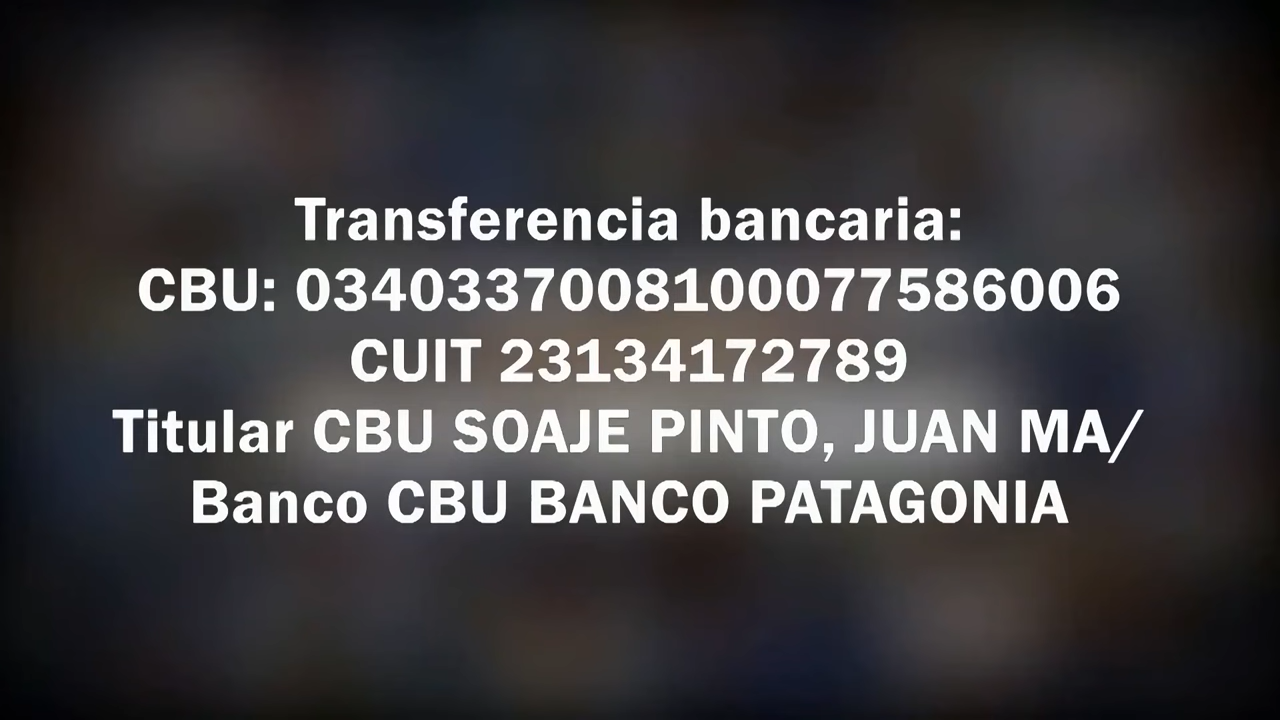 Transferencia bancaria:
CBU: 0340337008100077586006
CUIT 23134172789
Titular CBU SOAJE PINTO, JUAN MA/
Banco CBU BANCO PATAGONIA